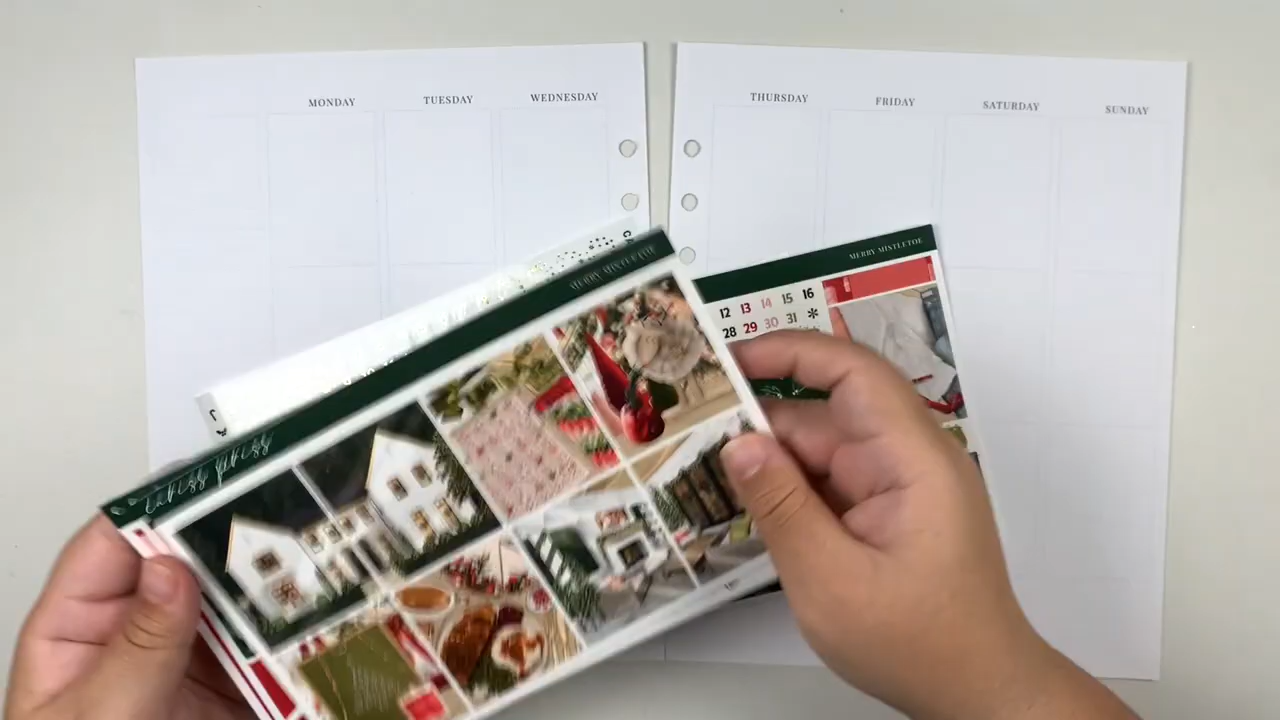 MONDAY
TUESDAY
WEDNESDAY
THURSDAY
FRIDAY
SATURDAY
SUNDAY
MERRY MISTLETOE
MERRY MISTLETOE
12 13 14 15 16
28 29 30 31 *